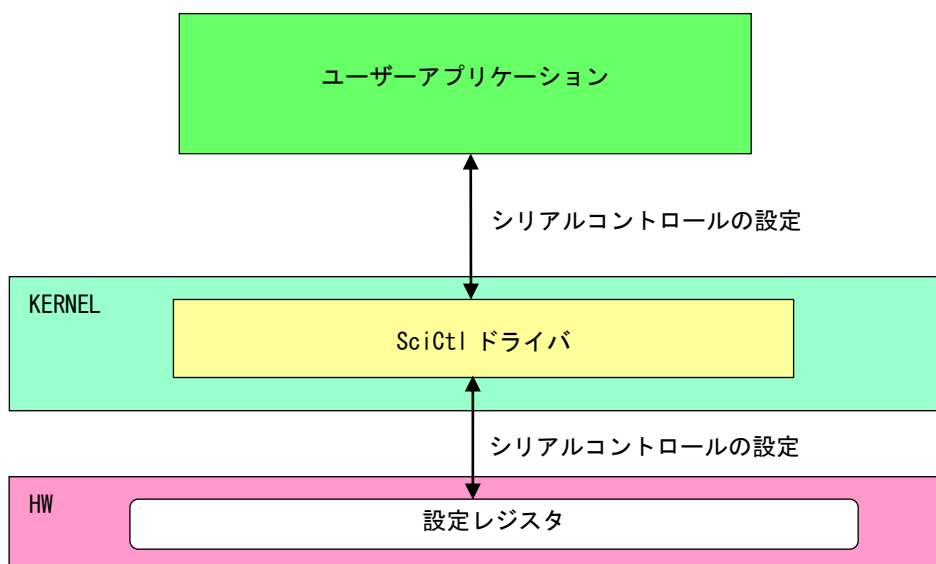 ユーザーアプリケーション
シリアルコントロールの設定
KERNEL
SciCtl ドライバ
シリアルコントロールの設定
HW
設定レジスタ